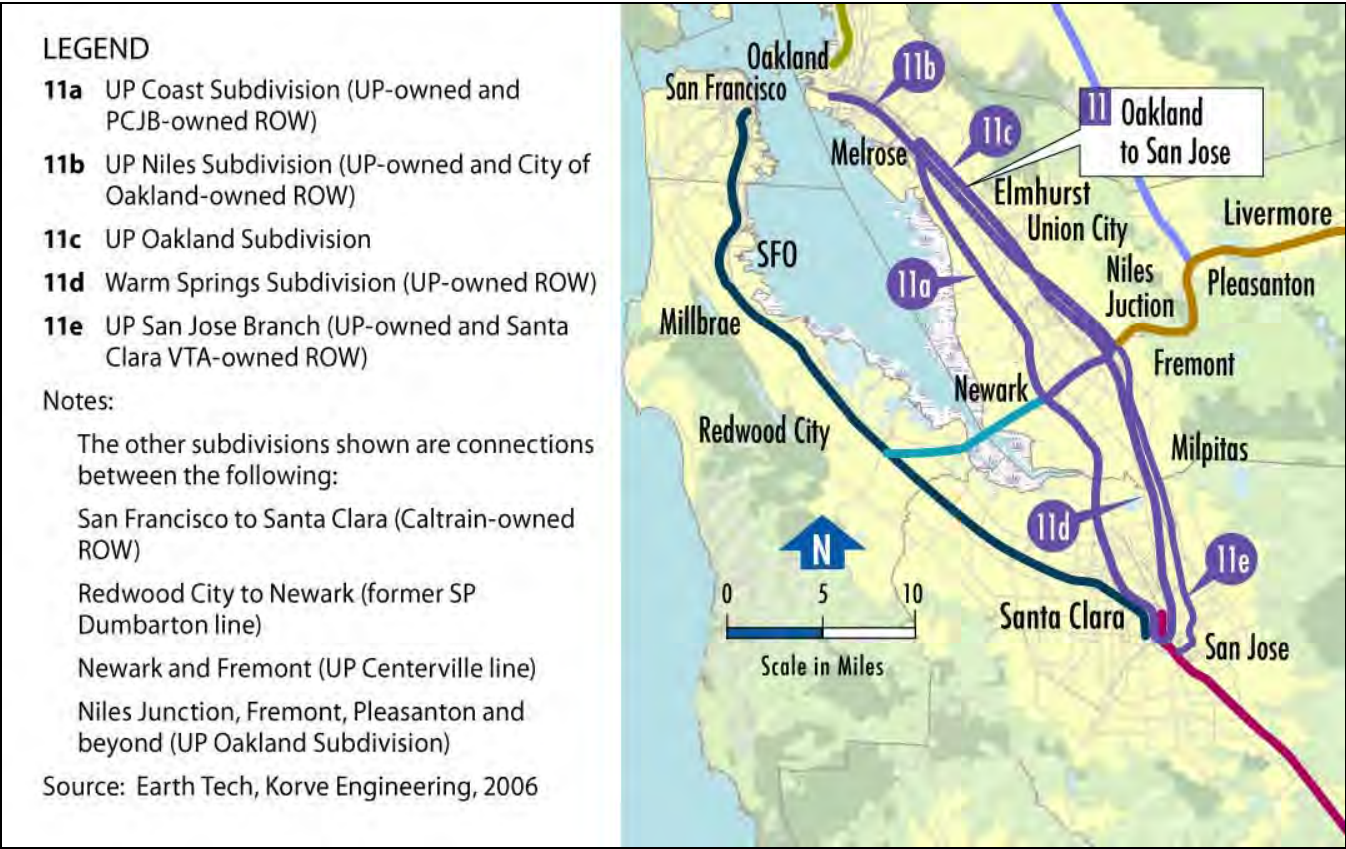 LEGEND
11a UP Coast Subdivision (UP-owned and
PCJB-owned ROW)
11b UP Niles Subdivision (UP-owned and City of
Oakland-owned ROW)
11c UP Oakland Subdivision
11d Warm Springs Subdivision (UP-owned ROW)
11e UP San Jose Branch (UP-owned and Santa
Clara VTA-owned ROW)
Notes:
The other subdivisions shown are connections
between the following:
San Francisco to Santa Clara (Caltrain-owned
ROW)
Redwood City to Newark (former SP
Dumbarton line)
Newark and Fremont (UP Centerville line)
Niles Junction, Fremont, Pleasanton and
beyond (UP Oakland Subdivision)
Source: Earth Tech, Korve Engineering, 2006
Oakland
San Francisco
11b
11c
11 Oakland
to San Jose
Melrose
Elmhurst
Union City
Livermore
SFO
11a
Niles
Juction
Pleasanton
Millbrae
Fremont
Newark
Redwood City
Milpitas
11d
N
11e
0 5 10
Scale in Miles
Santa Clara
San Jose